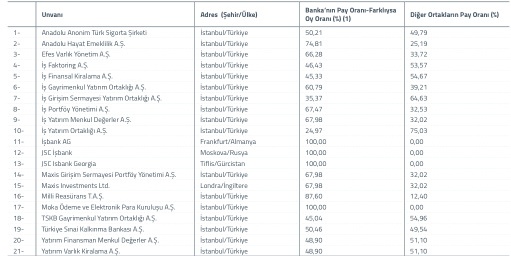 Unvanı Adres (Şehir/Ülke) Banka'nın Pay Oranı-Farklıysa Oy Oranı (%) (1) Diğer Ortakların Pay Oranı (%)
1- Anadolu Anonim Türk Sigorta Şirketi İstanbul/Türkiye 50,21 49,79
2- Anadolu Hayat Emeklilik A.Ş. İstanbul/Türkiye 74,81 25,19
3- Efes Varlık Yönetim A.Ş. İstanbul/Türkiye 66,28 33,72
4- İş Faktoring A.Ş. İstanbul/Türkiye 46,43 53,57
5- İş Finansal Kiralama A.Ş. İstanbul/Türkiye 45,33 54,67
6- İş Gayrimenkul Yatırım Ortaklığı A.Ş. İstanbul/Türkiye 60,79 39,21
7- İş Girişim Sermayesi Yatırım Ortaklığı A.Ş. İstanbul/Türkiye 35,37 64,63
8- İş Portföy Yönetimi A.Ş. İstanbul/Türkiye 67,47 32,53
9- İş Yatırım Menkul Değerler A.Ş. İstanbul/Türkiye 67,98 32,02
10- İş Yatırım Ortaklığı A.Ş. İstanbul/Türkiye 24,97 75,03
11- İşbank AG Frankfurt/Almanya 100,00 0,00
12- JSC İşbank Moskova/Rusya 100,00 0,00
13- JSC Isbank Georgia Tiflis/Gürcistan 100,00 0,00
14- Maxis Girişim Sermayesi Portföy Yönetimi A.Ş. İstanbul/Türkiye 67,98 32,02
15- Maxis Investments Ltd. Londra/İngiltere 67,98 32,02
16- Milli Reasürans T.A.Ş. İstanbul/Türkiye 87,60 12,40
17- Moka Ödeme ve Elektronik Para Kuruluşu A.Ş. İstanbul/Türkiye 100,00 0,00
18- TSKB Gayrimenkul Yatırım Ortaklığı A.Ş. İstanbul/Türkiye 45,04 54,96
19- Türkiye Sınai Kalkınma Bankası A.Ş. İstanbul/Türkiye 50,46 49,54
20- Yatırım Finansman Menkul Değerler A.Ş. İstanbul/Türkiye 48,90 51,10
21- Yatırım Varlık Kiralama A.Ş. İstanbul/Türkiye 48,90 51,10